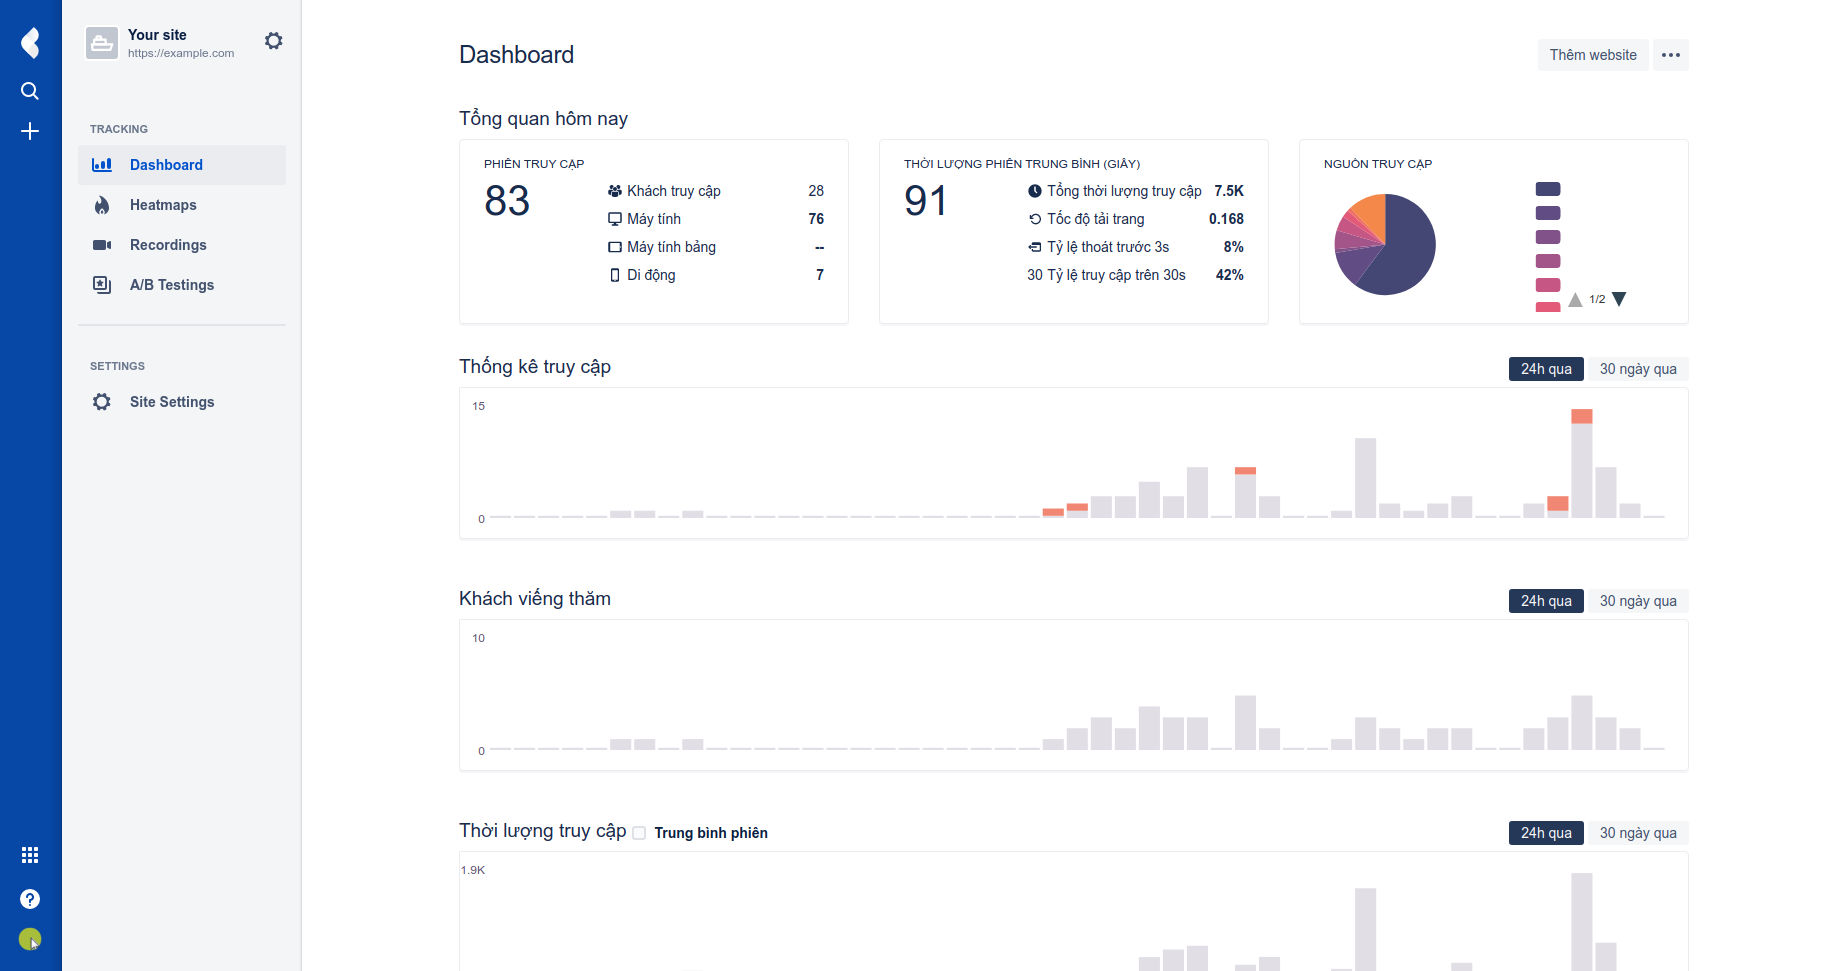 Your site
https://example.com
TRACKING
Dashboard
Heatmaps
Recordings
A/B Testings
SETTINGS
Site Settings
Dashboard
Thêm website
Tổng quan hôm nay
PHIÊN TRUY CẬP
83
Khách truy cập 28
Máy tính 76
Máy tính bảng --
Di động 7
THỜI LƯỢNG PHIÊN TRUNG BÌNH (GIÂY)
91
Tổng thời lượng truy cập 7.5K
Tốc độ tải trang 0.168
Tỷ lệ thoát trước 3s 8%
30 Tỷ lệ truy cập trên 30s 42%
NGUỒN TRUY CẬP
1/2
Thống kê truy cập
24h qua 30 ngày qua
15
0
Khách viếng thăm
24h qua 30 ngày qua
10
0
Thời lượng truy cập Trung bình phiên
24h qua 30 ngày qua
1.9K